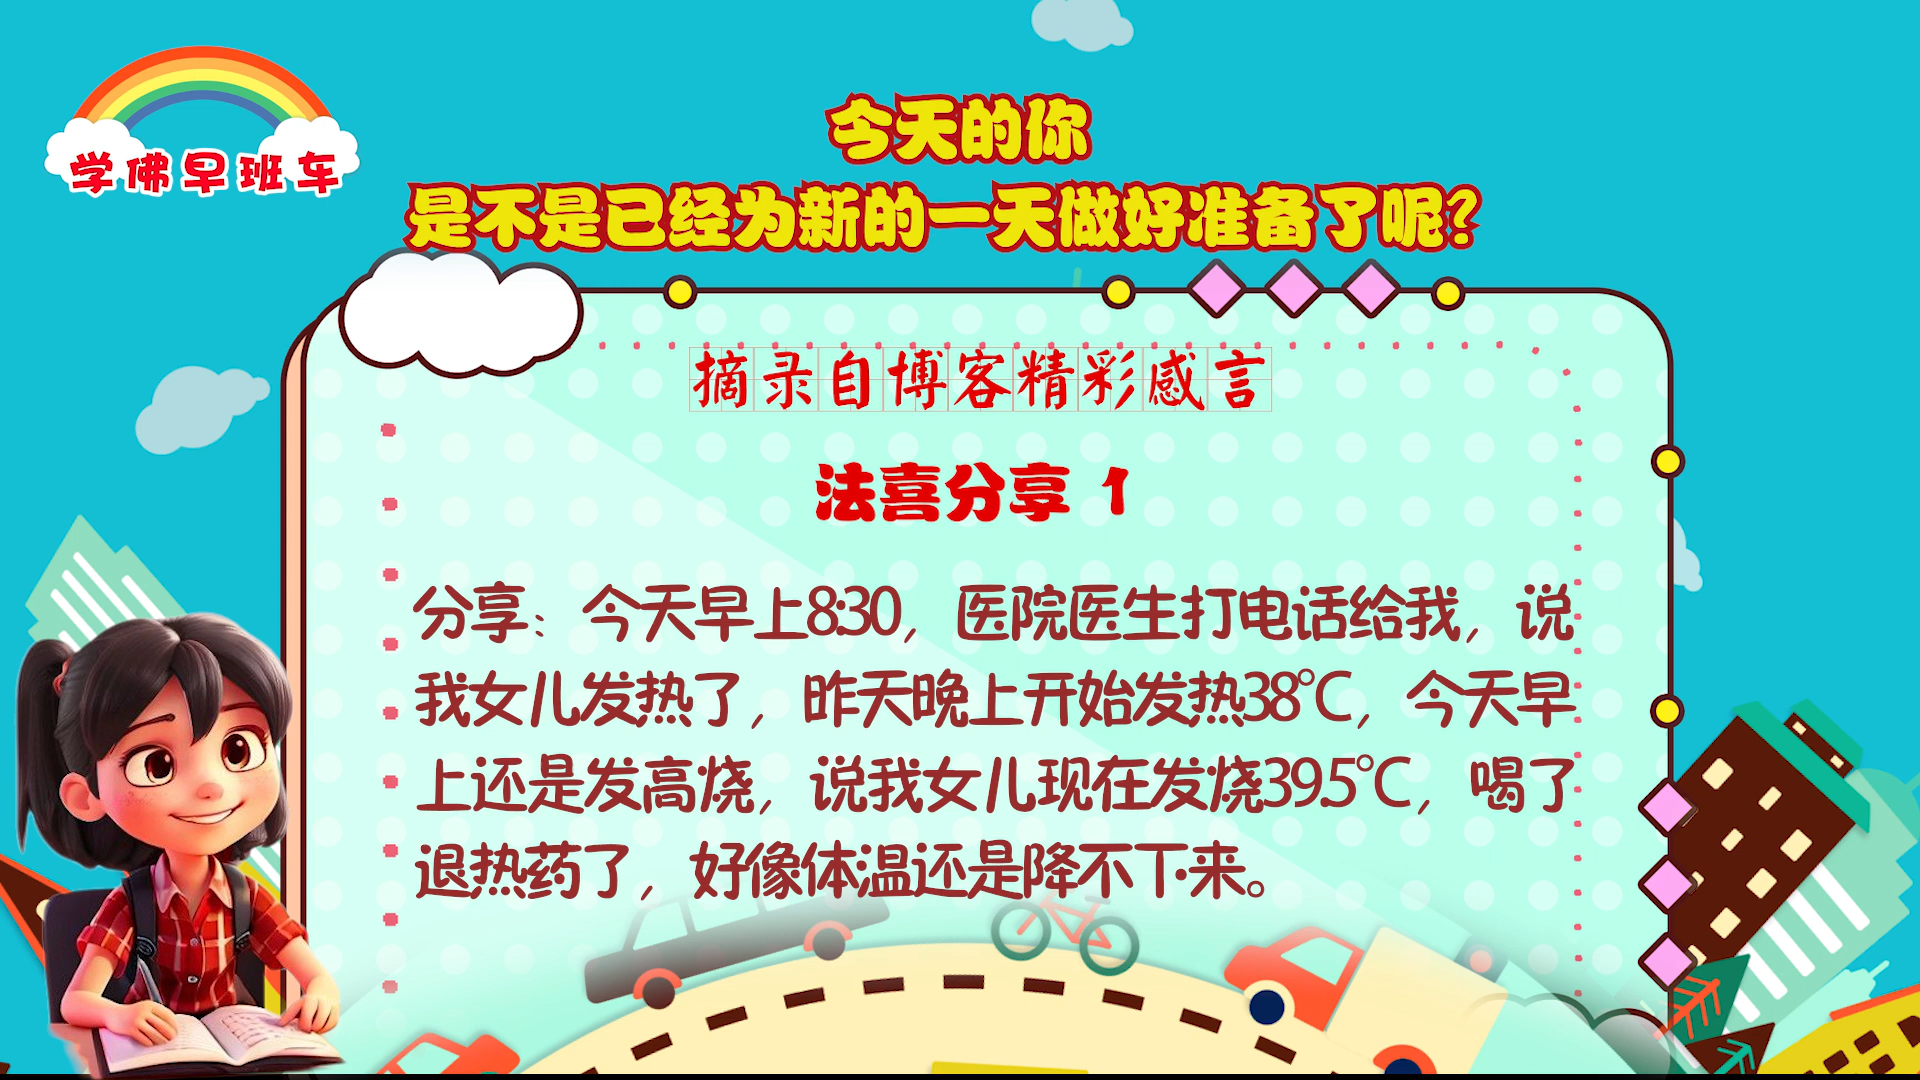 学佛早班车
今天的你
是不是已经为新的一天做好准备了呢?
摘录自博客精彩感言
法喜分享 1
分享：今天早上8:30，医院医生打电话给我，说
我女儿发热了，昨天晚上开始发热38℃，今天早
上还是发高烧，说我女儿现在发烧39.5℃，喝了
退热药了，好像体温还是降不下来。